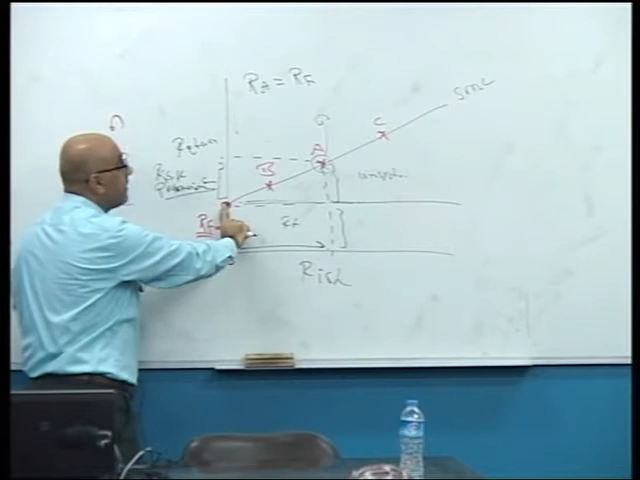 RA = RF
SML
C
A
B
Return
Risk
Premium
RF
RF
Risk